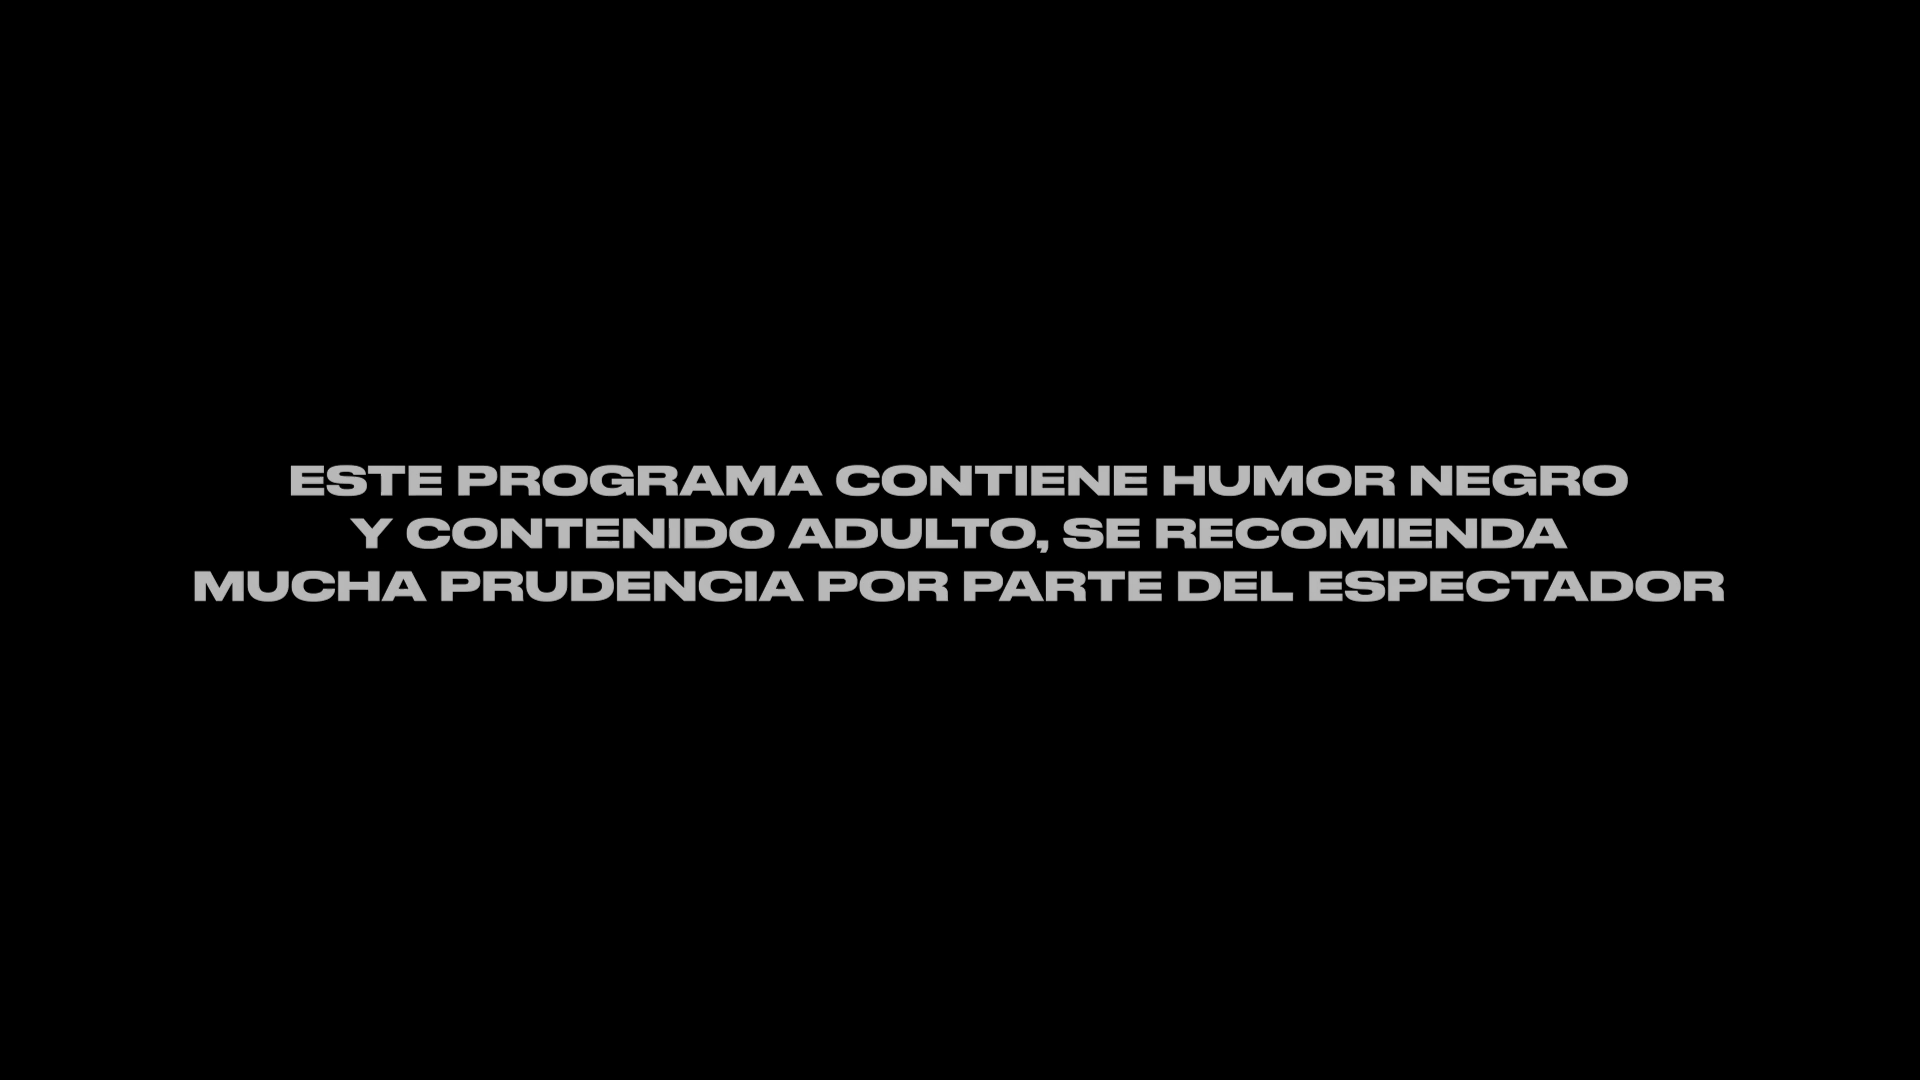 ESTE PROGRAMA CONTIENE HUMOR NEGRO
Y CONTENIDO ADULTO, SE RECOMIENDA
MUCHA PRUDENCIA POR PARTE DEL ESPECTADOR